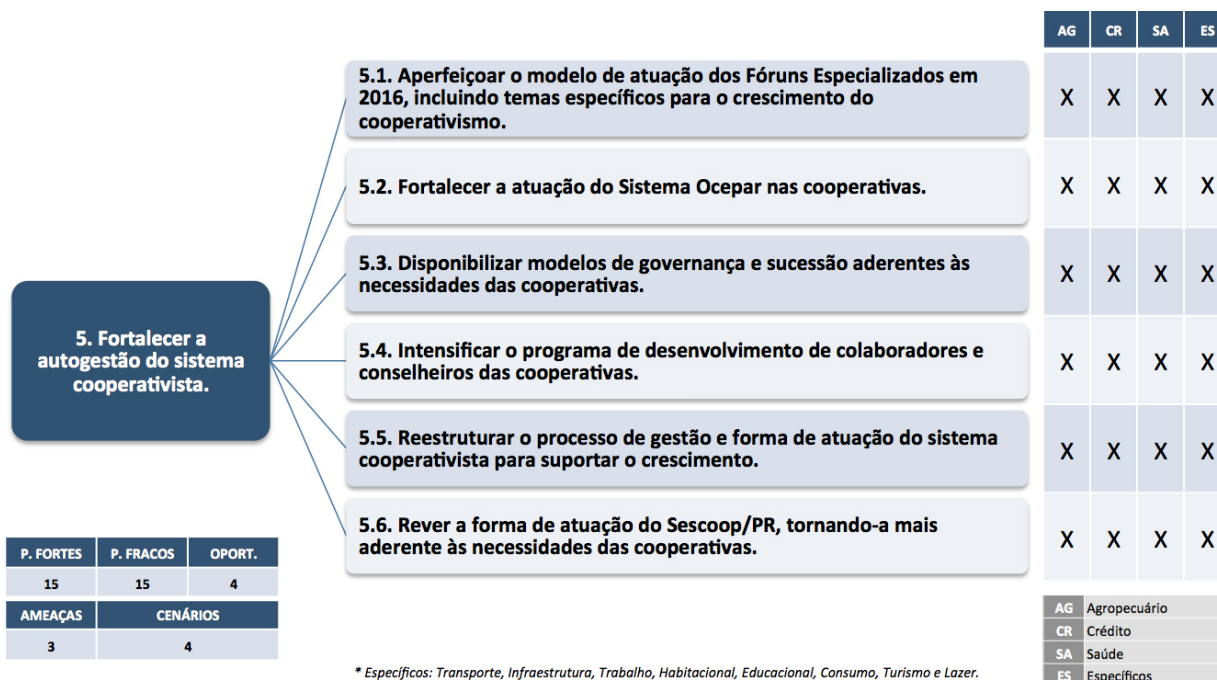 AG CR SA ES
5.1. Aperfeiçoar o modelo de atuação dos Fóruns Especializados em
2016, incluindo temas específicos para o crescimento do
cooperativismo.
X X X X
5.2. Fortalecer a atuação do Sistema Ocepar nas cooperativas.
X X X X
5.3. Disponibilizar modelos de governança e sucessão aderentes às
necessidades das cooperativas.
X X X X
5. Fortalecer a
autogestão do sistema
cooperativista.
5.4. Intensificar o programa de desenvolvimento de colaboradores e
conselheiros das cooperativas.
X X X X
5.5. Reestruturar o processo de gestão e forma de atuação do sistema
cooperativista para suportar o crescimento.
X X X X
5.6. Rever a forma de atuação do Sescoop/PR, tornando-a mais
aderente às necessidades das cooperativas.
X X X X
P. FORTES P. FRACOS OPORT.
15 15 4
AMEAÇAS CENÁRIOS
3 4
AG Agropecuário
CR Crédito
SA Saúde
ES Específicos
* Específicos: Transporte, Infraestrutura, Trabalho, Habitacional, Educacional, Consumo, Turismo e Lazer.